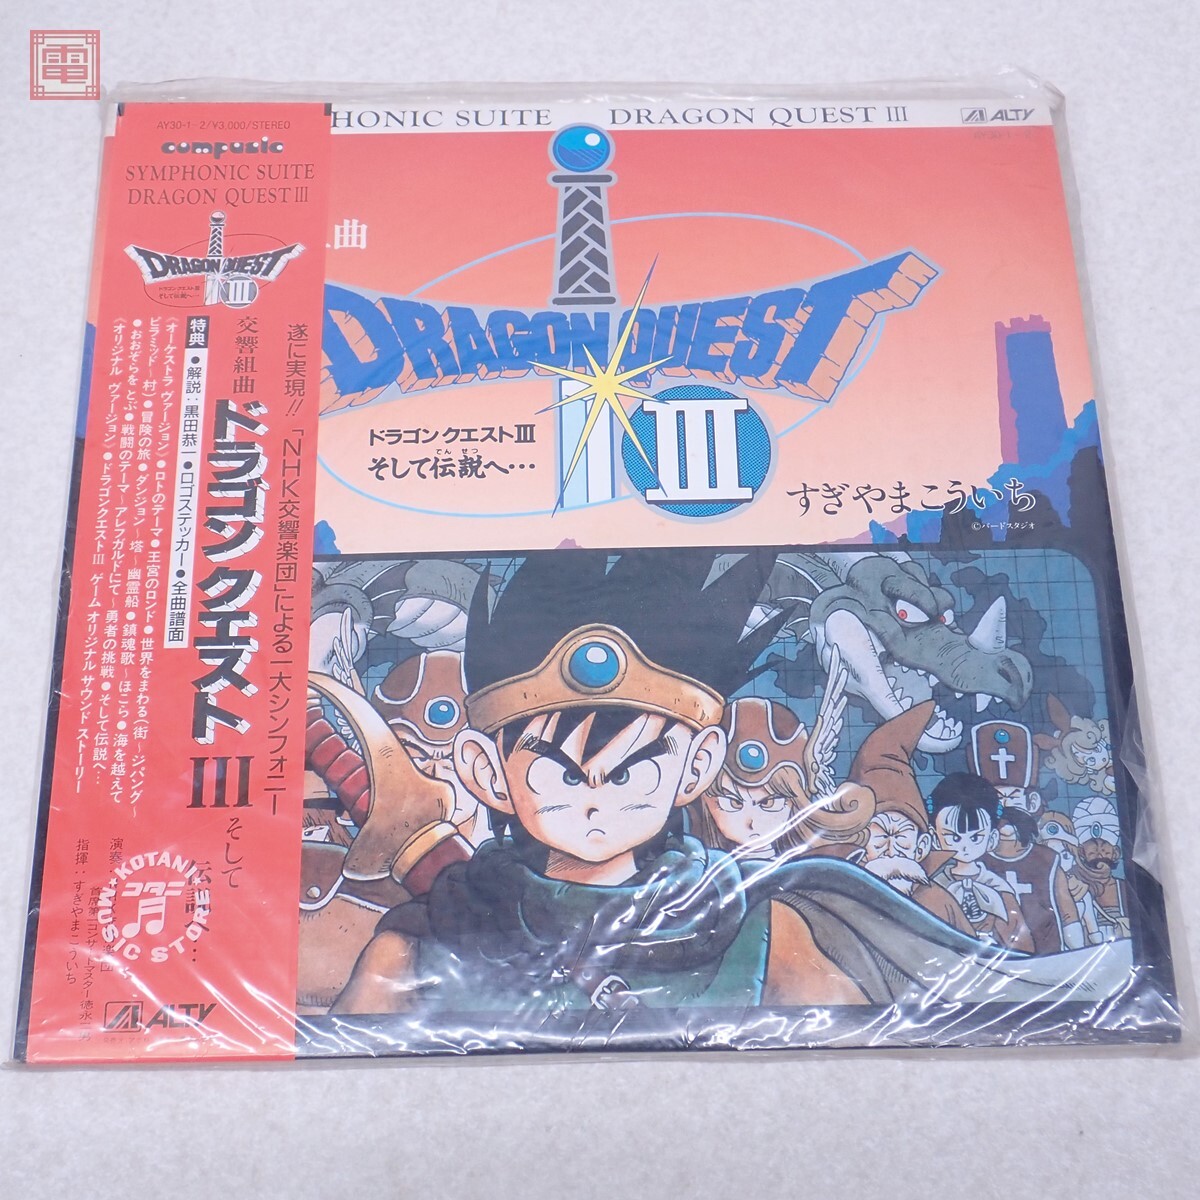 電
AY30-1-2/¥3,000/STEREO
compusic
SYMPHONIC SUITE
DRAGON QUEST III
DRAGON QUEST
III
ドラゴンクエストIII
そして伝説へ…
遂に実現!!「NHK交響楽団」による一大シンフォニー
交響組曲 ドラゴンクエスト III そして
特典 ●解説:黒田恭一●ロゴステッカー●全曲譜面
《オーケストラ ヴァージョン》●ロトのテーマ●王宮のロンド●世界をまわる(街〜ジパング〜
ピラミッド〜村)●冒険の旅●ダンジョン〜塔〜幽霊船●鎮魂歌〜ほこら●海を越えて
●おおぞらをとぶ●戦闘のテーマ〜アレフガルドにて〜勇者の挑戦●そして伝説へ…
《オリジナル ヴァージョン》●ドラゴンクエストIII ゲーム オリジナル サウンド ストーリー
指揮:すぎやまこういち
KOTANI
コタニ
MUSIC STORE
ALTY
HONIC SUITE DRAGON QUEST III
ALTY
曲
DRAGON QUEST
III
ドラゴンクエストIII
でん せつ
そして伝説へ…
すぎやまこういち
©バードスタジオ